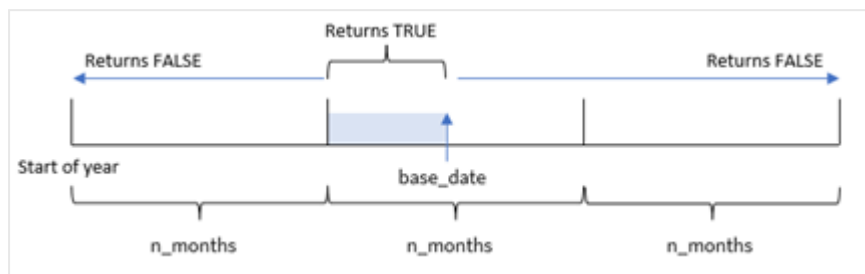 Returns TRUE
Returns FALSE
Returns FALSE
Start of year
base_date
n_months
n_months
n_months